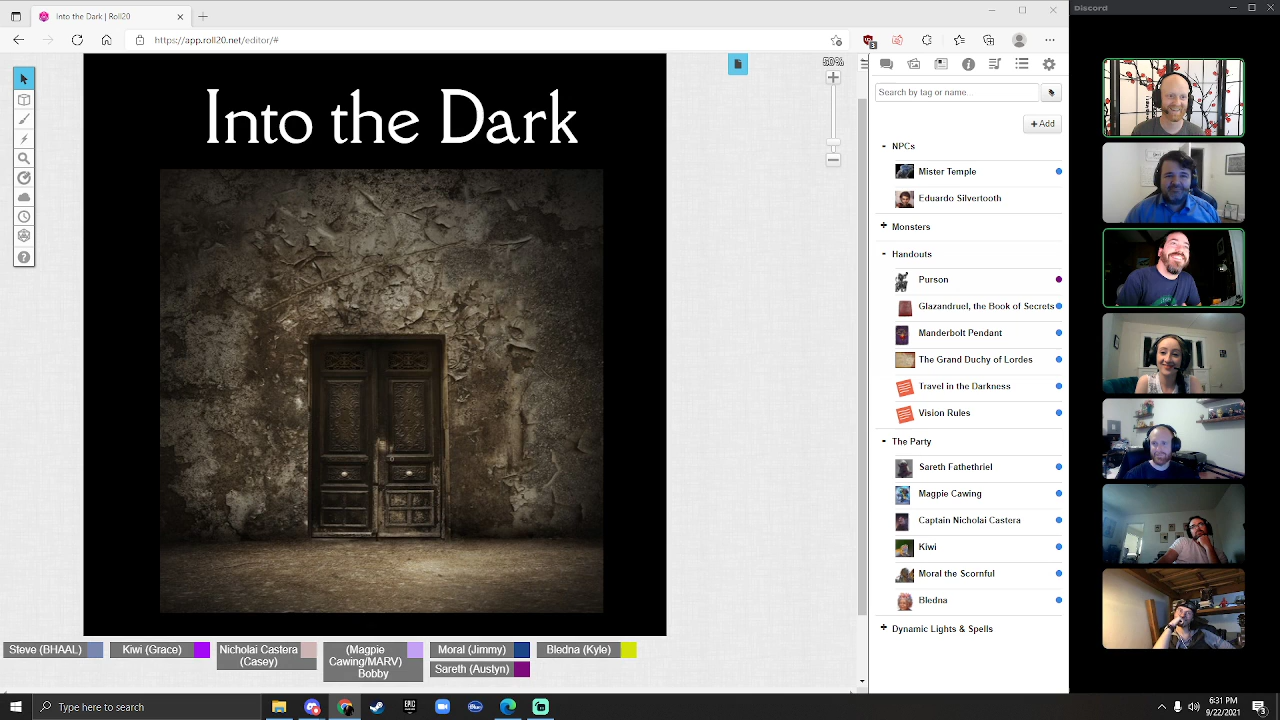 Into the Dark | Roll20
https://app.roll20.net/editor/#
3
Discord
Into the Dark
50%
Search by tag or name...
+ Add
NPCs
Mister Temple
Eduardo Silvertooth
Monsters
Handouts
Purson
Glazandruel, the Book of Secrets
Manderbolt Pendant
The Grand Duchy of Lordes
Travel in the Darkness
Vision Rules
The Party
Sareth Fathethriel
Magpie Cawing
Captain Nicholai Castera
Kiwi
Moral the Scornful
Bledna
Dynamic Lights & Spells
Steve (BHAAL)
Kiwi (Grace)
Nicholai Castera
(Casey)
(Magpie
Cawing/MARV)
Bobby
Moral (Jimmy)
Sareth (Austyn)
Bledna (Kyle)
Type here to search
EPIC
6:31 PM
9/22/2021